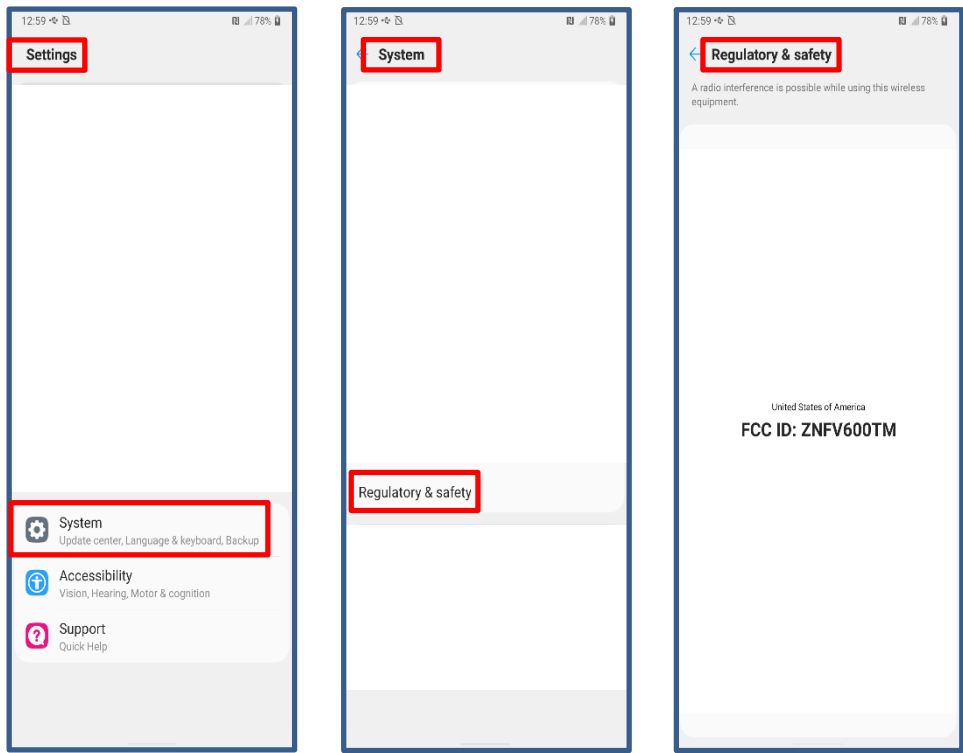 12:59 78%
Settings
System
Update center, Language & keyboard, Backup
Accessibility
Vision, Hearing, Motor & cognition
Support
Quick Help
12:59 78%
System
Regulatory & safety
12:59 78%
Regulatory & safety
A radio interference is possible while using this wireless
equipment.
United States of America
FCC ID: ZNFV600TM